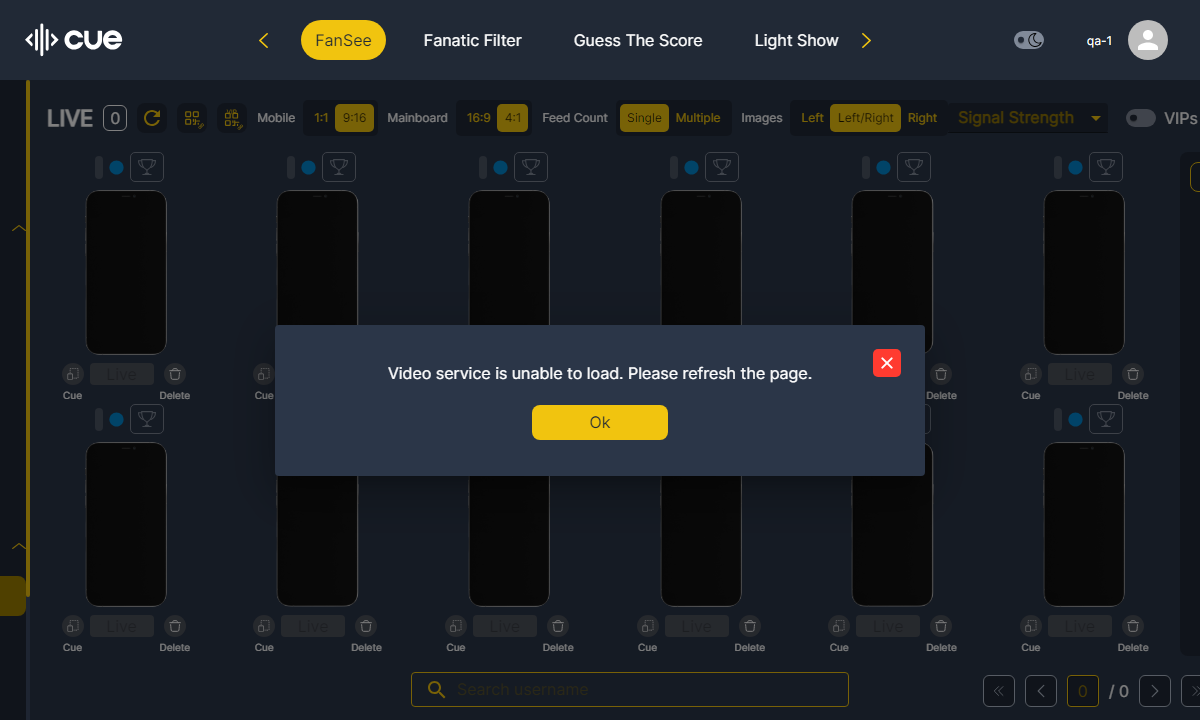 cue
FanSee
Fanatic Filter
Guess The Score
Light Show
qa-1
LIVE 0
Mobile 1:1 9:16
Mainboard 16:9 4:1
Feed Count Single Multiple
Images Left Left/Right Right
Signal Strength
VIPs
Live Live
Cue Delete Cue Delete Cue Delete
Video service is unable to load. Please refresh the page.
Ok
Live Live Live Live Live Live
Cue Delete Cue Delete Cue Delete Cue Delete Cue Delete Cue Delete
Search username
0 / 0